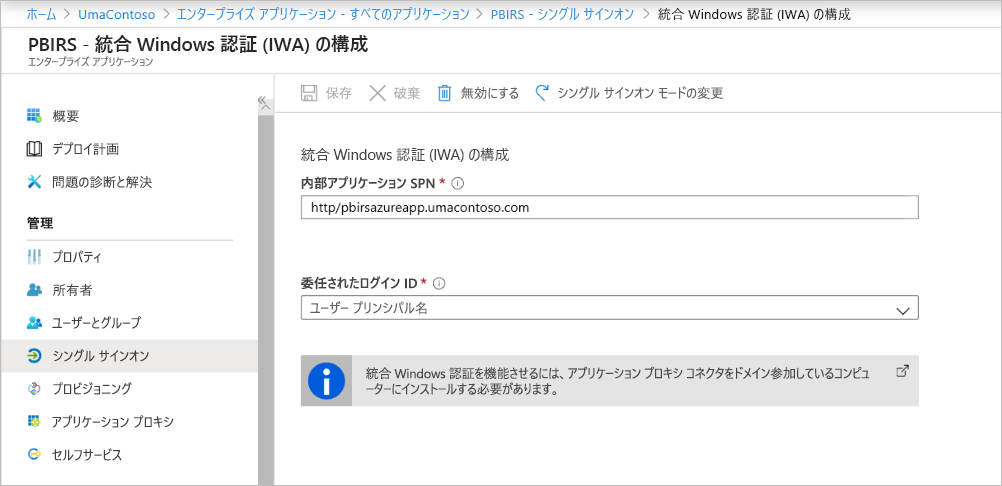 ホーム > UmaContoso > エンタープライズ アプリケーション - すべてのアプリケーション > PBIRS - シングル サインオン > 統合 Windows 認証 (IWA) の構成
PBIRS - 統合 Windows 認証 (IWA) の構成
エンタープライズ アプリケーション
概要
デプロイ計画
問題の診断と解決
管理
プロパティ
所有者
ユーザーとグループ
シングル サインオン
プロビジョニング
アプリケーション プロキシ
セルフサービス
保存 破棄 無効にする シングル サインオン モードの変更
統合 Windows 認証 (IWA) の構成
内部アプリケーション SPN *
http/pbirsazureapp.umacontoso.com
委任されたログイン ID *
ユーザー プリンシパル名
統合 Windows 認証を機能させるには、アプリケーション プロキシ コネクタをドメイン参加しているコンピュ
ーターにインストールする必要があります。